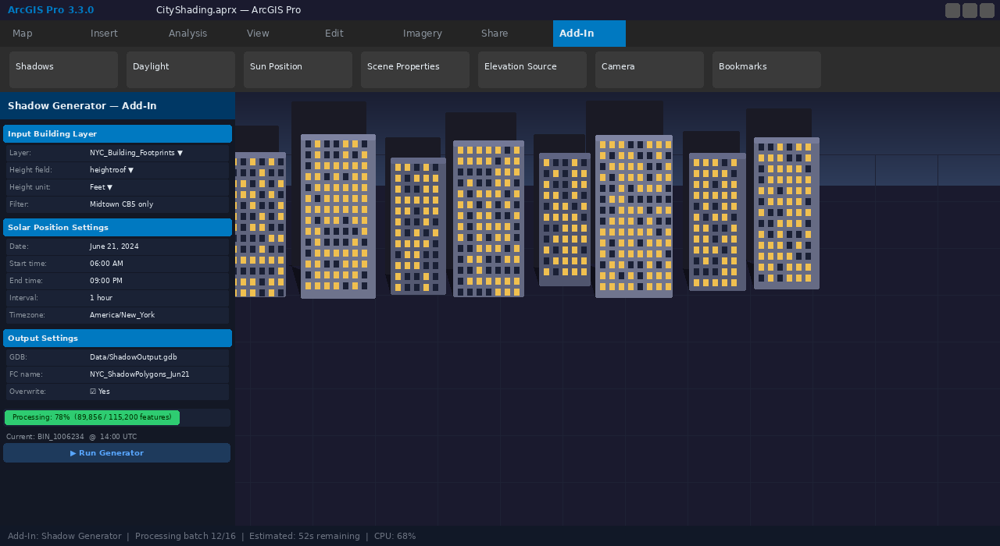 ArcGIS Pro 3.3.0 CityShading.aprx — ArcGIS Pro
Map Insert Analysis View Edit Imagery Share Add-In
Shadows Daylight Sun Position Scene Properties Elevation Source Camera Bookmarks
Shadow Generator — Add-In
Input Building Layer
Layer: NYC_Building_Footprints ▼
Height field: heightroof ▼
Height unit: Feet ▼
Filter: Midtown CB5 only
Solar Position Settings
Date: June 21, 2024
Start time: 06:00 AM
End time: 09:00 PM
Interval: 1 hour
Timezone: America/New_York
Output Settings
GDB: Data/ShadowOutput.gdb
FC name: NYC_ShadowPolygons_Jun21
Overwrite: ☑ Yes
Processing: 78% (89,856 / 115,200 features)
Current: BIN_1006234 @ 14:00 UTC
▶ Run Generator
Add-In: Shadow Generator | Processing batch 12/16 | Estimated: 52s remaining | CPU: 68%